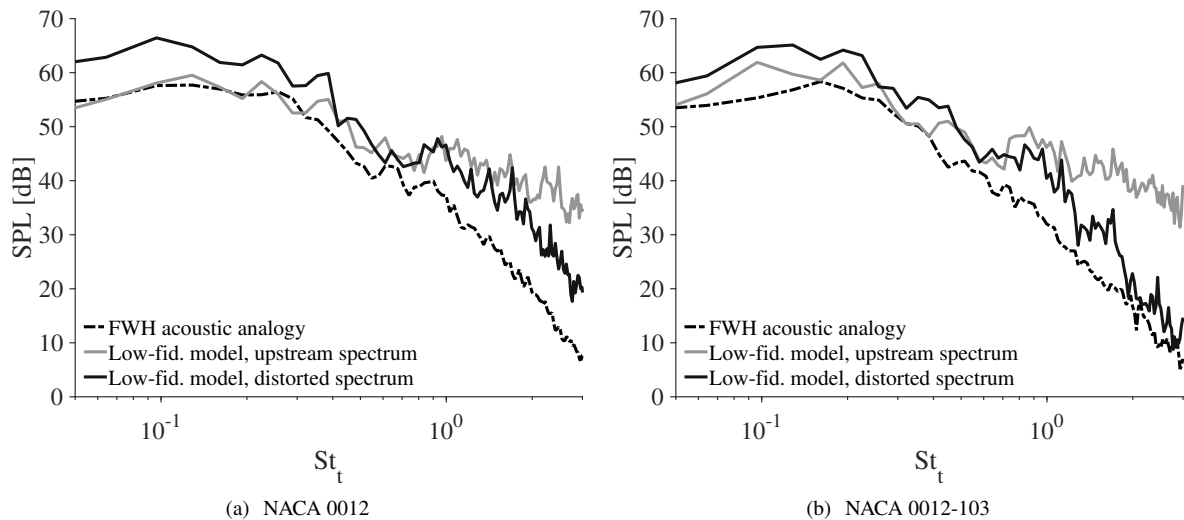 70
60
50
40
30
20
10
0
SPL [dB]
FWH acoustic analogy
Low-fid. model, upstream spectrum
Low-fid. model, distorted spectrum
10^-1
10^0
St_t
(a) NACA 0012
70
60
50
40
30
20
10
0
SPL [dB]
FWH acoustic analogy
Low-fid. model, upstream spectrum
Low-fid. model, distorted spectrum
10^-1
10^0
St_t
(b) NACA 0012-103